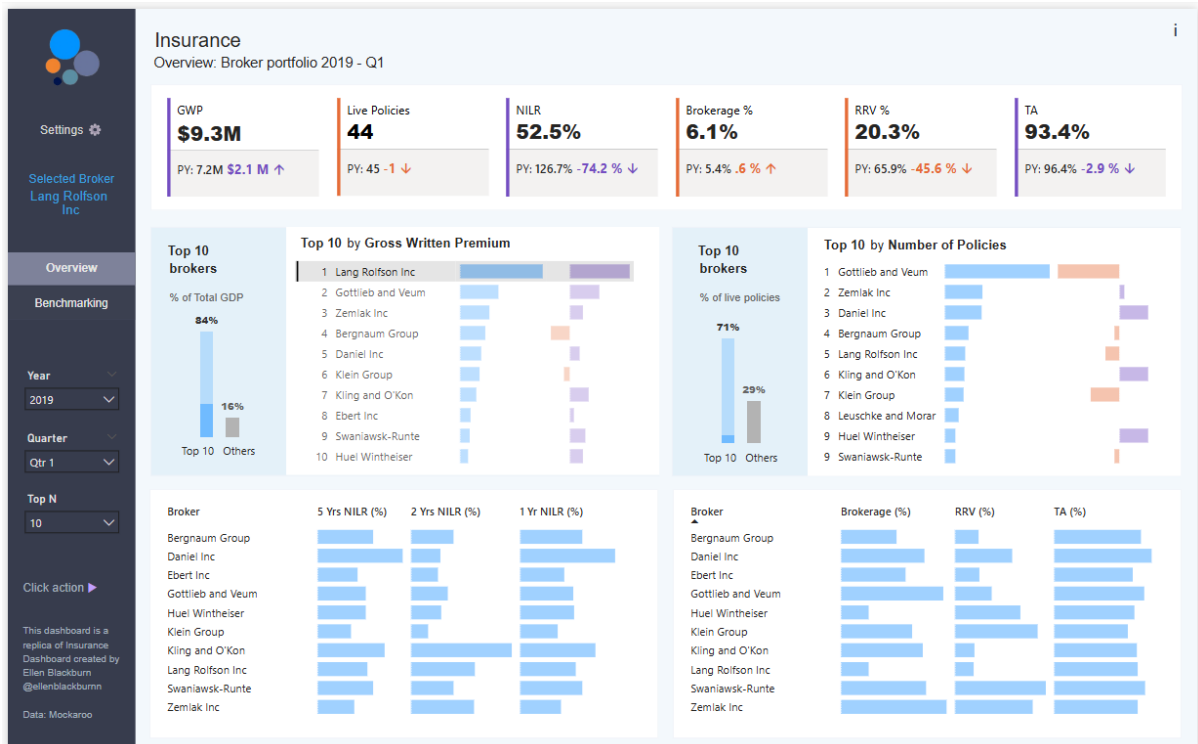 Settings
Selected Broker
Lang Rolfson
Inc
Overview
Benchmarking
Year
2019
Quarter
Qtr 1
Top N
10
Click action
This dashboard is a
replica of Insurance
Dashboard created by
Ellen Blackburn
@ellenblackburnn
Data: Mockaroo
i
Insurance
Overview: Broker portfolio 2019 - Q1
GWP
$9.3M
PY: 7.2M $2.1 M ↑
Live Policies
44
PY: 45 -1 ↓
NILR
52.5%
PY: 126.7% -74.2 % ↓
Brokerage %
6.1%
PY: 5.4% .6 % ↑
RRV %
20.3%
PY: 65.9% -45.6 % ↓
TA
93.4%
PY: 96.4% -2.9 % ↓
Top 10
brokers
% of Total GDP
84%
16%
Top 10 Others
Top 10 by Gross Written Premium
1 Lang Rolfson Inc
2 Gottlieb and Veum
3 Zemlak Inc
4 Bergnaum Group
5 Daniel Inc
6 Klein Group
7 Kling and O'Kon
8 Ebert Inc
9 Swaniawsk-Runte
10 Huel Wintheiser
Top 10
brokers
% of live policies
71%
29%
Top 10 Others
Top 10 by Number of Policies
1 Gottlieb and Veum
2 Zemlak Inc
3 Daniel Inc
4 Bergnaum Group
5 Lang Rolfson Inc
6 Kling and O'Kon
7 Klein Group
8 Leuschke and Morar
9 Huel Wintheiser
9 Swaniawsk-Runte
Broker 5 Yrs NILR (%) 2 Yrs NILR (%) 1 Yr NILR (%)
Bergnaum Group
Daniel Inc
Ebert Inc
Gottlieb and Veum
Huel Wintheiser
Klein Group
Kling and O'Kon
Lang Rolfson Inc
Swaniawsk-Runte
Zemlak Inc
Broker Brokerage (%) RRV (%) TA (%)
Bergnaum Group
Daniel Inc
Ebert Inc
Gottlieb and Veum
Huel Wintheiser
Klein Group
Kling and O'Kon
Lang Rolfson Inc
Swaniawsk-Runte
Zemlak Inc